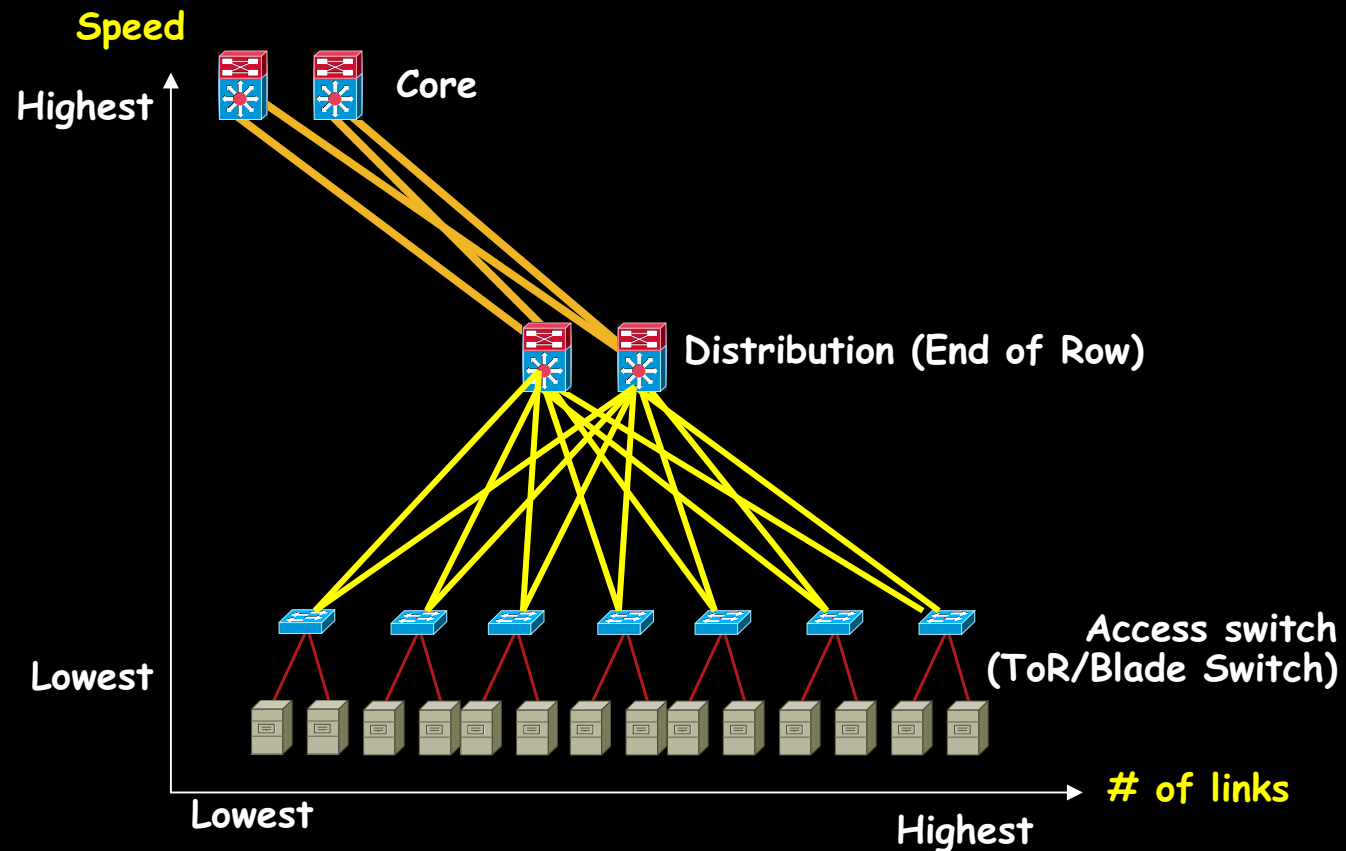 Speed
Highest
Core
Distribution (End of Row)
Access switch
(ToR/Blade Switch)
Lowest
# of links
Lowest
Highest